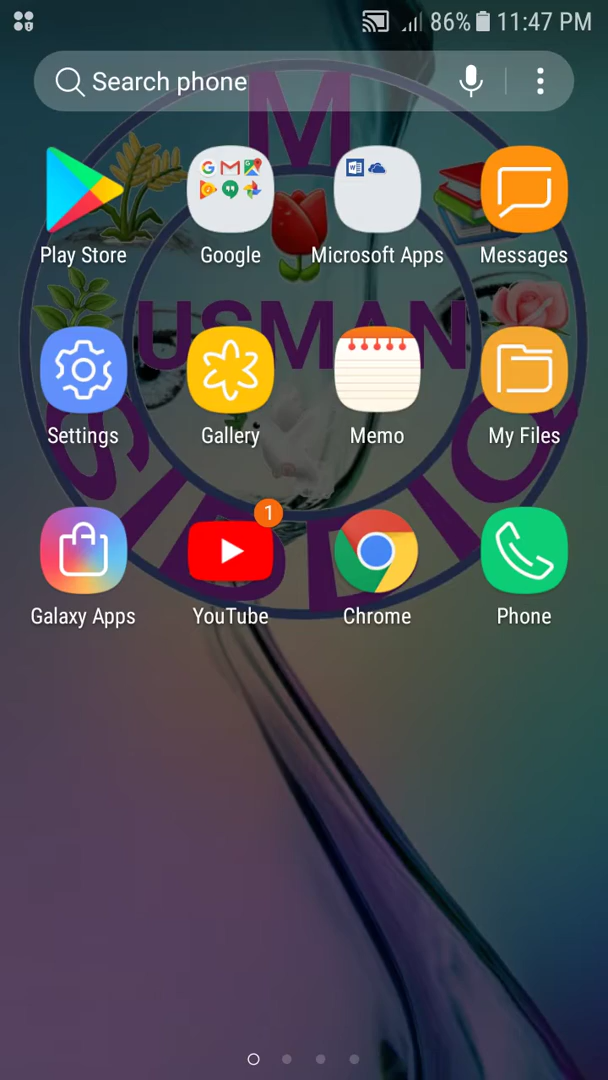 86% 11:47 PM
Search phone
M
Play Store Google Microsoft Apps Messages
USMAN
Settings Gallery Memo My Files
SIDDIQ
1
Galaxy Apps YouTube Chrome Phone